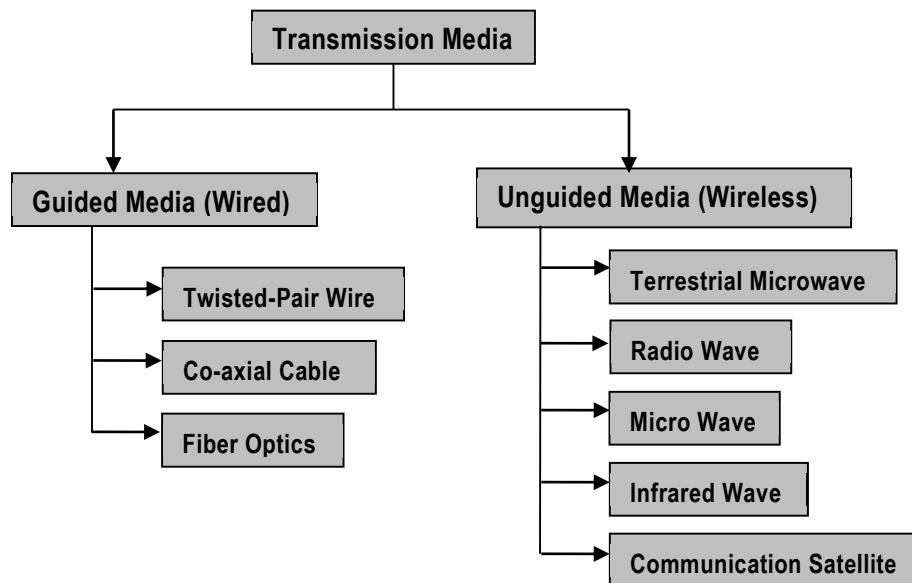 Transmission Media
Guided Media (Wired)
Twisted-Pair Wire
Co-axial Cable
Fiber Optics
Unguided Media (Wireless)
Terrestrial Microwave
Radio Wave
Micro Wave
Infrared Wave
Communication Satellite